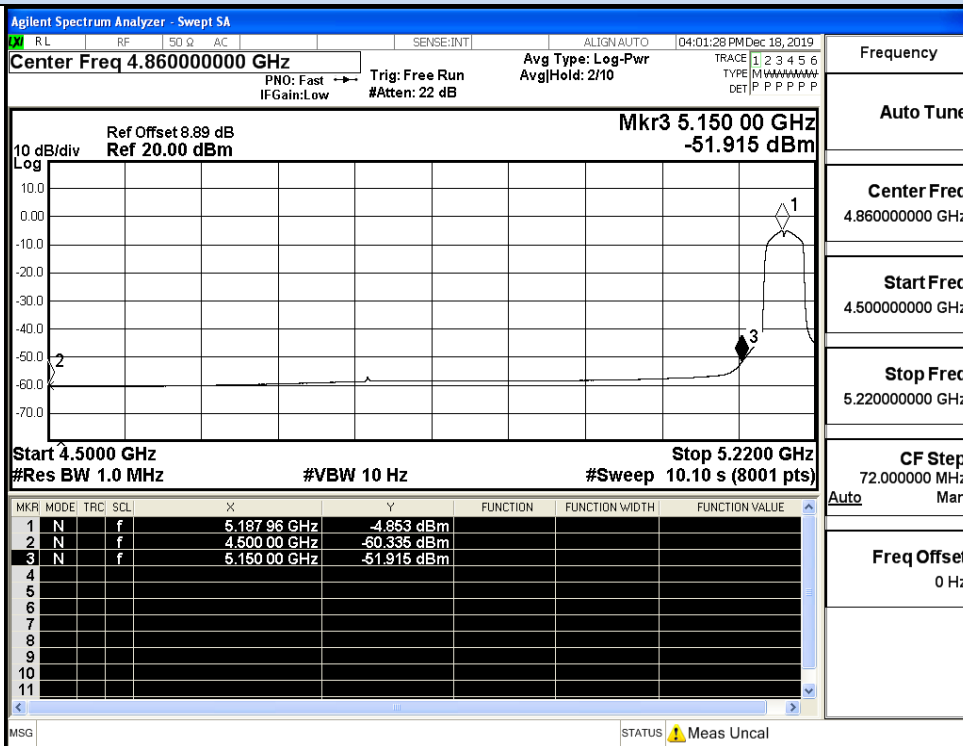 Agilent Spectrum Analyzer - Swept SA
LXI RL RF 50 Ω AC SENSE:INT ALIGN AUTO 04:01:28 PM Dec 18, 2019
Center Freq 4.860000000 GHz
PNO: Fast
IFGain:Low
Trig: Free Run
#Atten: 22 dB
Avg Type: Log-Pwr
Avg|Hold: 2/10
TRACE 1 2 3 4 5 6
TYPE M WWWWW
DET P P P P P P
Ref Offset 8.89 dB
10 dB/div Ref 20.00 dBm
Log
Mkr3 5.150 00 GHz
-51.915 dBm
10.0
0.00
-10.0
-20.0
-30.0
-40.0
-50.0
-60.0
-70.0
1
2
3
Start 4.5000 GHz Stop 5.2200 GHz
#Res BW 1.0 MHz #VBW 10 Hz #Sweep 10.10 s (8001 pts)
MKR MODE TRC SCL X Y FUNCTION FUNCTION WIDTH FUNCTION VALUE
1 N f 5.187 96 GHz -4.853 dBm
2 N f 4.500 00 GHz -60.335 dBm
3 N f 5.150 00 GHz -51.915 dBm
4
5
6
7
8
9
10
11
MSG STATUS Meas Uncal
Frequency
Auto Tune
Center Freq
4.860000000 GHz
Start Freq
4.500000000 GHz
Stop Freq
5.220000000 GHz
CF Step
72.000000 MHz
Auto Man
Freq Offset
0 Hz